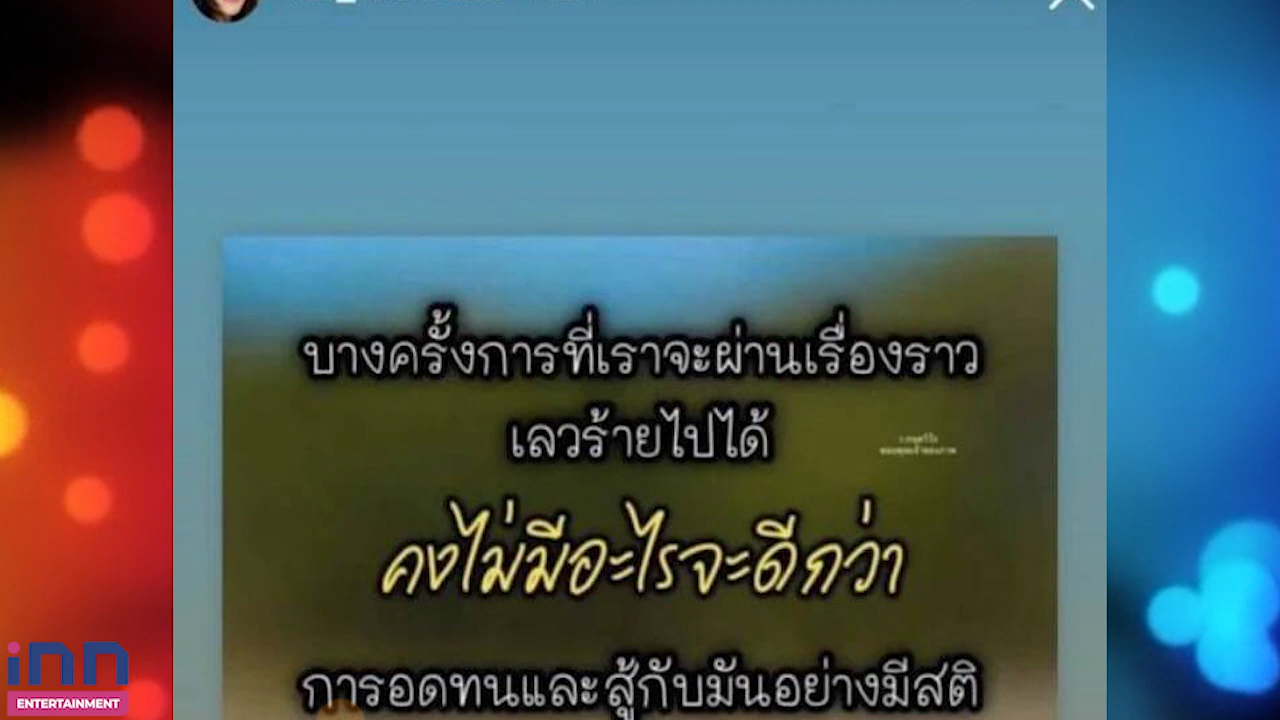 บางครั้งการที่เราจะผ่านเรื่องราว
เลวร้ายไปได้
คงไม่มีอะไรจะดีกว่า
การอดทนและสู้กับมันอย่างมีสติ
inn
ENTERTAINMENT